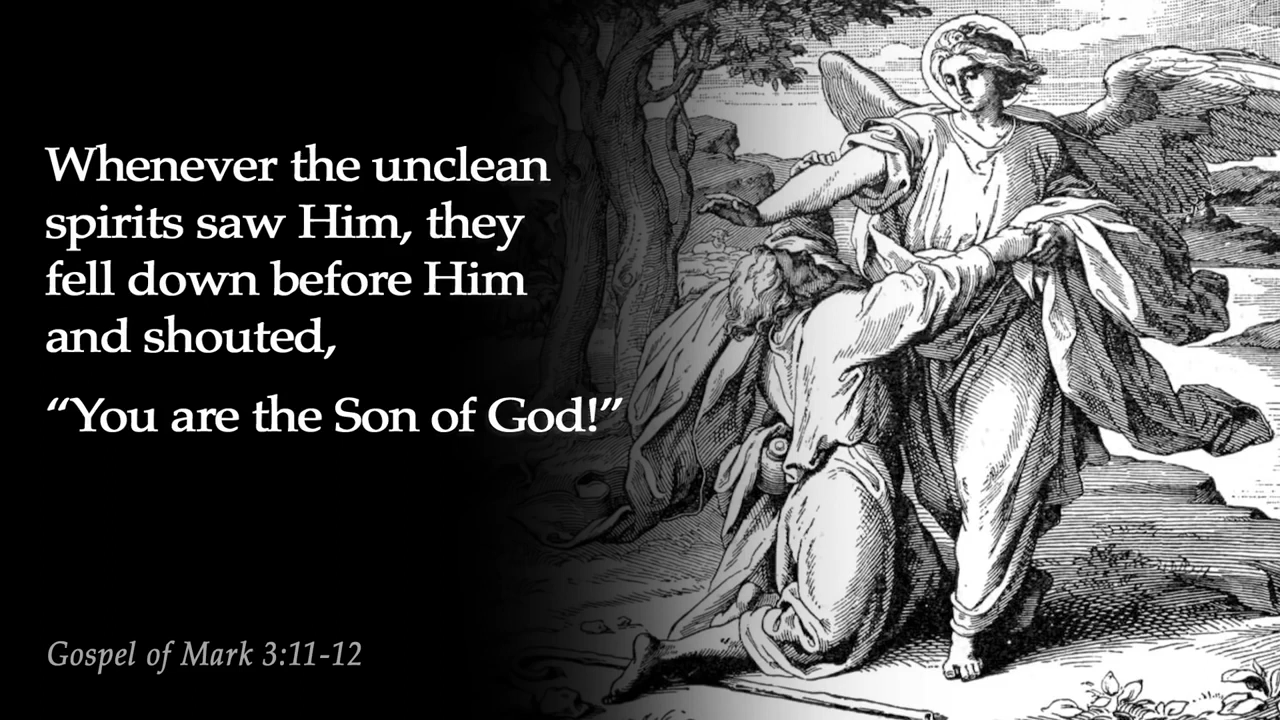 Whenever the unclean
spirits saw Him, they
fell down before Him
and shouted,
“You are the Son of God!”
Gospel of Mark 3:11-12